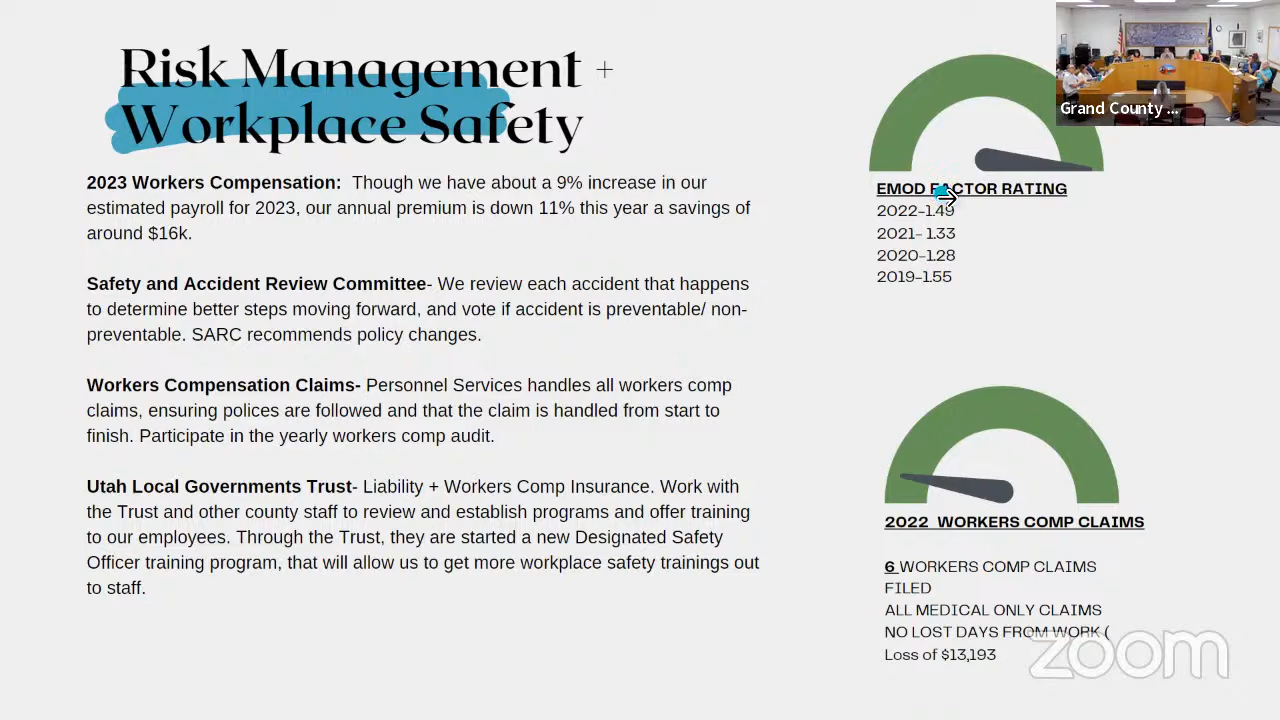 Risk Management +
Workplace Safety
2023 Workers Compensation: Though we have about a 9% increase in our
estimated payroll for 2023, our annual premium is down 11% this year a savings of
around $16k.
Safety and Accident Review Committee- We review each accident that happens
to determine better steps moving forward, and vote if accident is preventable/ non-
preventable. SARC recommends policy changes.
Workers Compensation Claims- Personnel Services handles all workers comp
claims, ensuring polices are followed and that the claim is handled from start to
finish. Participate in the yearly workers comp audit.
Utah Local Governments Trust- Liability + Workers Comp Insurance. Work with
the Trust and other county staff to review and establish programs and offer training
to our employees. Through the Trust, they are started a new Designated Safety
Officer training program, that will allow us to get more workplace safety trainings out
to staff.
Grand County ...
EMOD FACTOR RATING
2022-1.49
2021- 1.33
2020-1.28
2019-1.55
2022 WORKERS COMP CLAIMS
6 WORKERS COMP CLAIMS
FILED
ALL MEDICAL ONLY CLAIMS
NO LOST DAYS FROM WORK (
Loss of $13,193
zoom